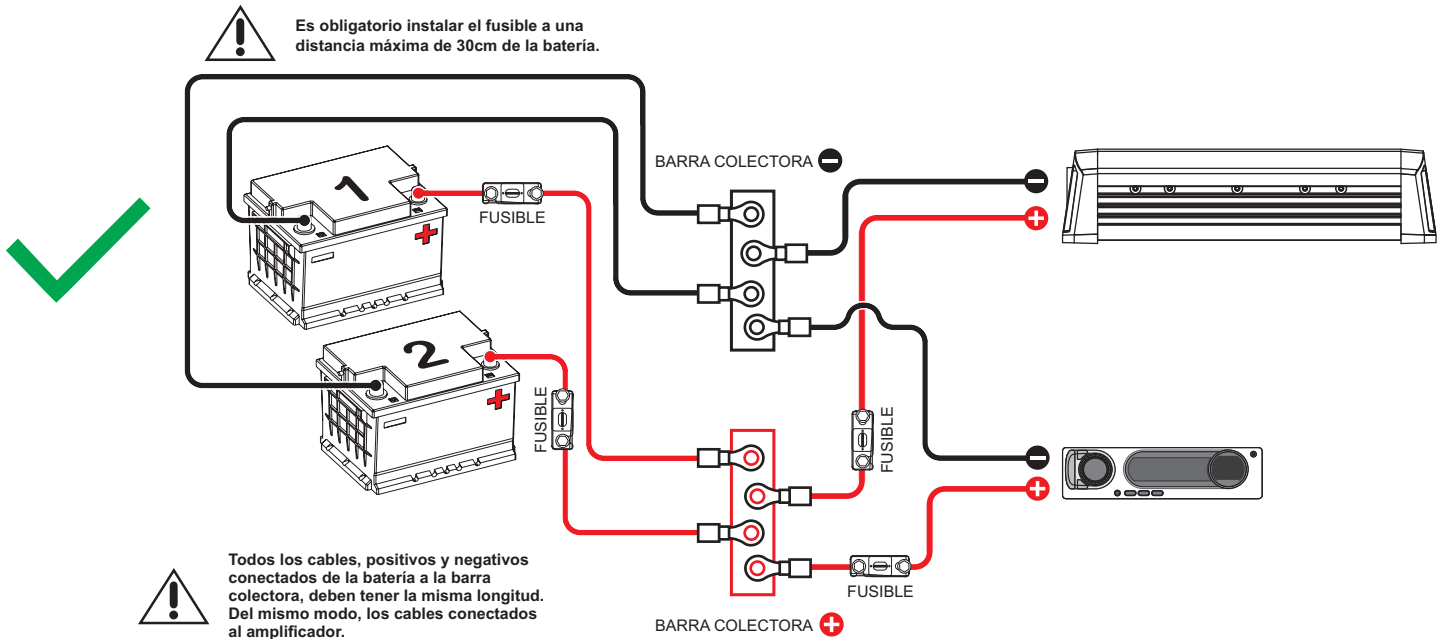 Es obligatorio instalar el fusible a una
distancia máxima de 30cm de la batería.
BARRA COLECTORA
1
FUSIBLE
2
FUSIBLE
FUSIBLE
FUSIBLE
Todos los cables, positivos y negativos
conectados de la batería a la barra
colectora, deben tener la misma longitud.
Del mismo modo, los cables conectados
al amplificador.
BARRA COLECTORA